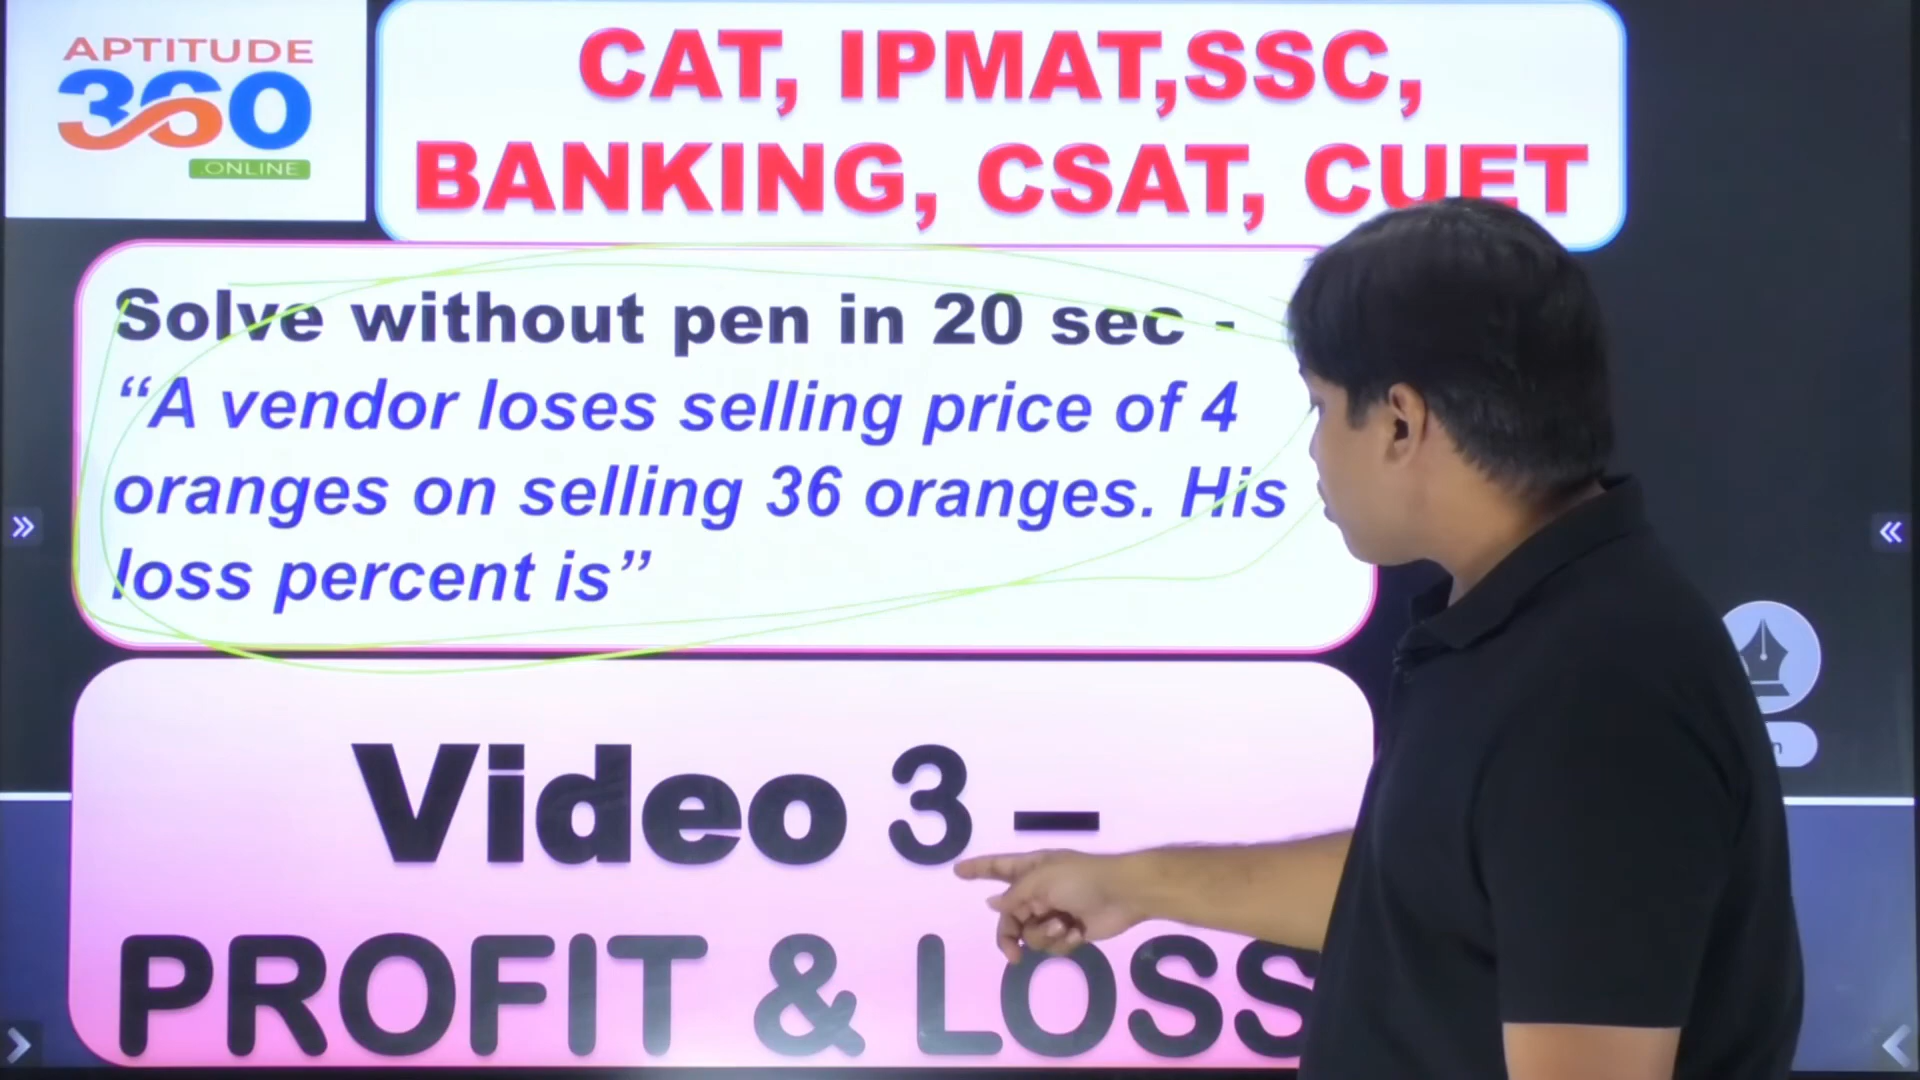 APTITUDE
360
.ONLINE
CAT, IPMAT,SSC,
BANKING, CSAT, CUET
Solve without pen in 20 sec -
“A vendor loses selling price of 4
oranges on selling 36 oranges. His
loss percent is”
Video 3 –
PROFIT & LOSS